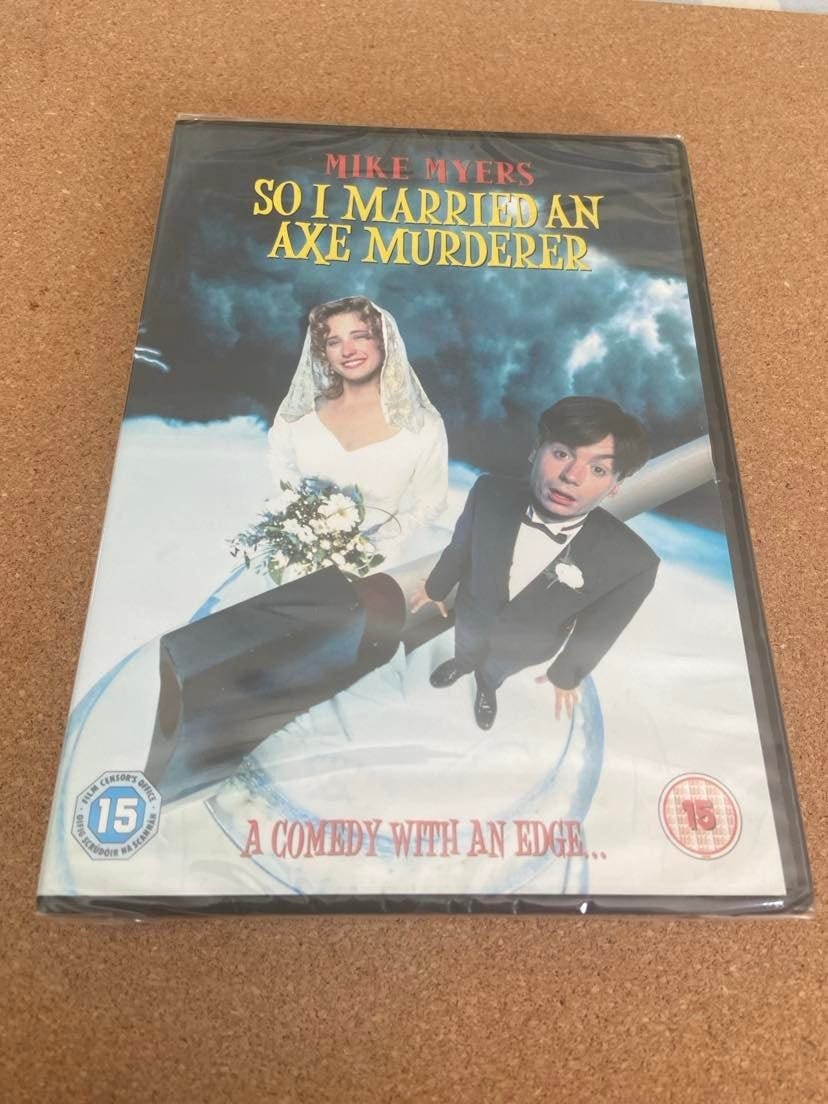 MIKE MYERS
SO I MARRIED AN
AXE MURDERER
FILM CENSOR'S OFFICE
15
OIFIG SCRÚDÓIR NA SCANNÁN
15
A COMEDY WITH AN EDGE...